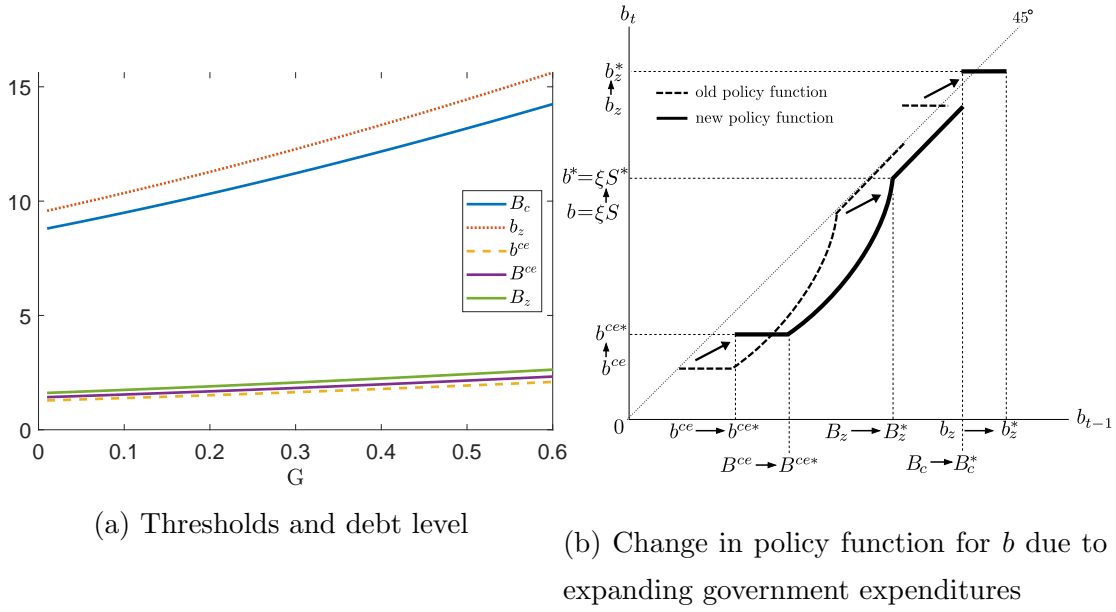 15
10
5
0
0
0.1
0.2
0.3
0.4
0.5
0.6
G
B_c
b_z
b^{ce}
B^{ce}
B_z
(a) Thresholds and debt level
b_t
45°
b_z^*
b_z
old policy function
new policy function
b^*=ξS^*
b=ξS
b^{ce*}
b^{ce}
0
b_{t−1}
b^{ce} → b^{ce*}
B_z → B_z^*
b_z → b_z^*
B^{ce} → B^{ce*}
B_c → B_c^*
(b) Change in policy function for b due to
expanding government expenditures